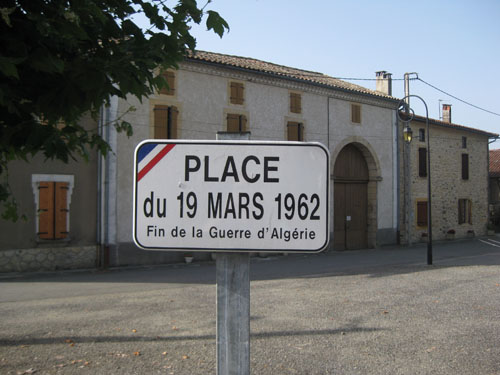 PLACE
du 19 MARS 1962
Fin de la Guerre d'Algérie